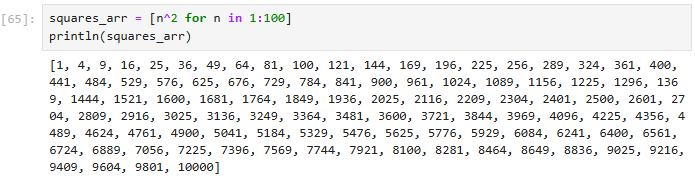 [65]: squares_arr = [n^2 for n in 1:100]
println(squares_arr)
[1, 4, 9, 16, 25, 36, 49, 64, 81, 100, 121, 144, 169, 196, 225, 256, 289, 324, 361, 400,
441, 484, 529, 576, 625, 676, 729, 784, 841, 900, 961, 1024, 1089, 1156, 1225, 1296, 136
9, 1444, 1521, 1600, 1681, 1764, 1849, 1936, 2025, 2116, 2209, 2304, 2401, 2500, 2601, 27
04, 2809, 2916, 3025, 3136, 3249, 3364, 3481, 3600, 3721, 3844, 3969, 4096, 4225, 4356, 4
489, 4624, 4761, 4900, 5041, 5184, 5329, 5476, 5625, 5776, 5929, 6084, 6241, 6400, 6561,
6724, 6889, 7056, 7225, 7396, 7569, 7744, 7921, 8100, 8281, 8464, 8649, 8836, 9025, 9216,
9409, 9604, 9801, 10000]